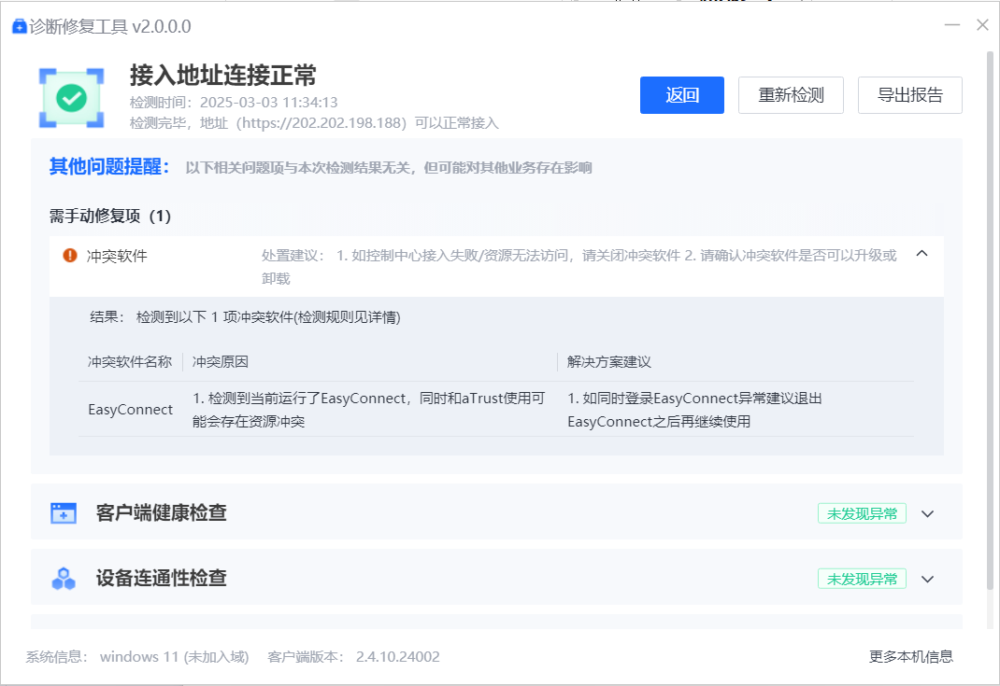 诊断修复工具 v2.0.0.0
接入地址连接正常
检测时间：2025-03-03 11:34:13
检测完毕，地址（https://202.202.198.188）可以正常接入
返回
重新检测
导出报告
其他问题提醒： 以下相关问题项与本次检测结果无关，但可能对其他业务存在影响
需手动修复项（1）
冲突软件
处置建议： 1. 如控制中心接入失败/资源无法访问，请关闭冲突软件 2. 请确认冲突软件是否可以升级或
卸载
结果： 检测到以下 1 项冲突软件(检测规则见详情)
冲突软件名称 冲突原因 解决方案建议
EasyConnect
1. 检测到当前运行了EasyConnect，同时和aTrust使用可
能会存在资源冲突
1. 如同时登录EasyConnect异常建议退出
EasyConnect之后再继续使用
客户端健康检查 未发现异常
设备连通性检查 未发现异常
系统信息： windows 11 (未加入域) 客户端版本： 2.4.10.24002 更多本机信息